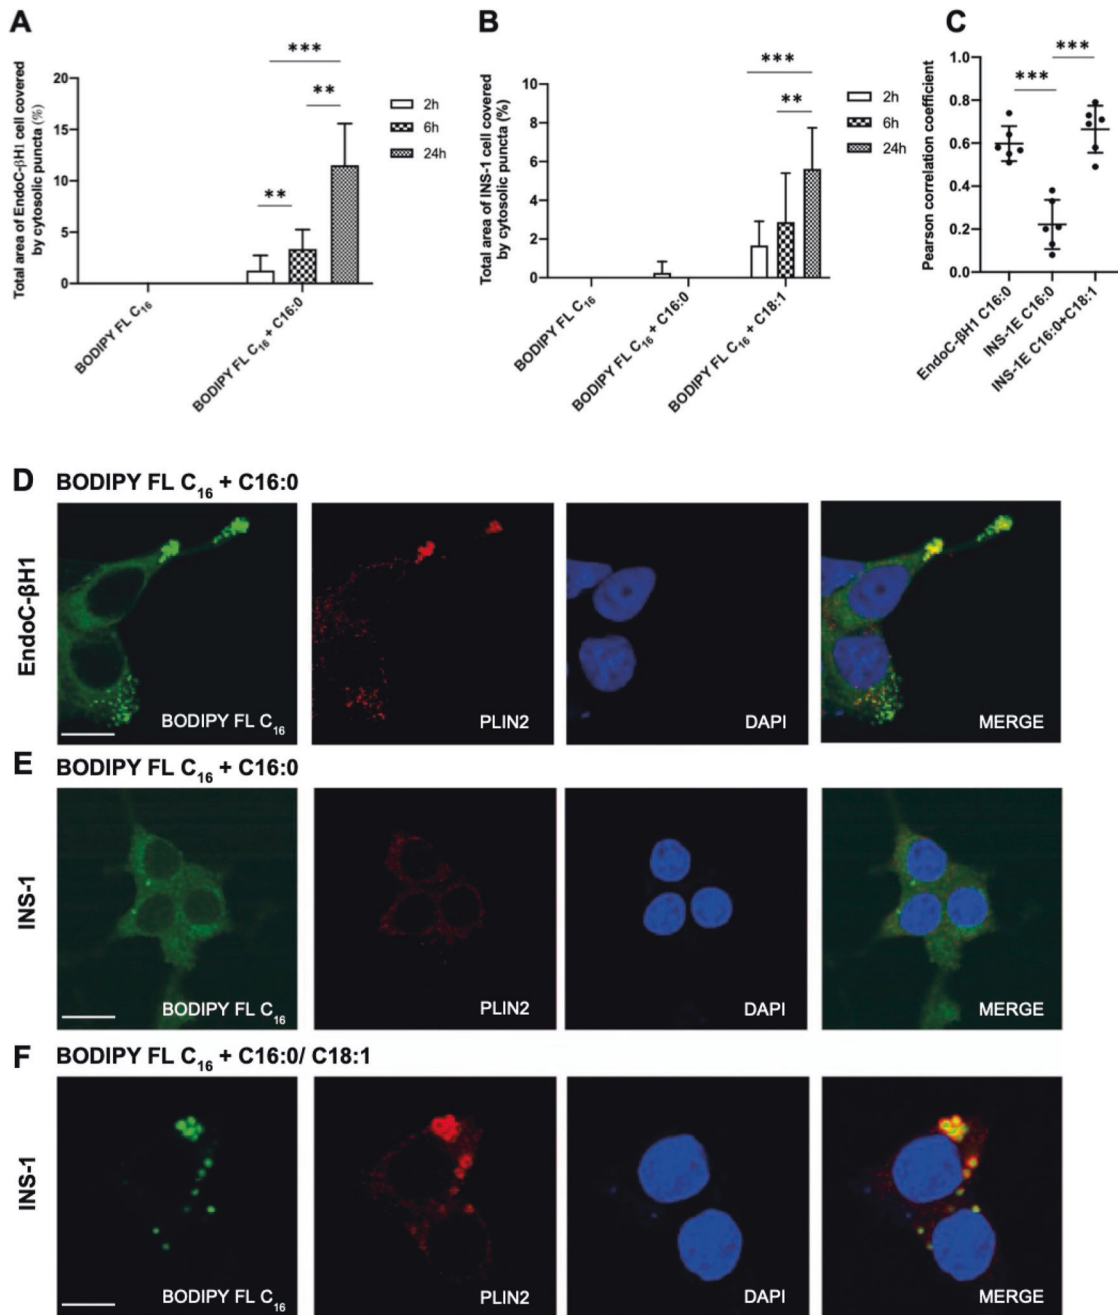 A
Total area of EndoC-βH1 cell covered
by cytosolic puncta (%)
20
15
10
5
0
***
**
**
2h
6h
24h
BODIPY FL C₁₆
BODIPY FL C₁₆ + C16:0
B
Total area of INS-1 cell covered
by cytosolic puncta (%)
10
8
6
4
2
0
***
**
2h
6h
24h
BODIPY FL C₁₆
BODIPY FL C₁₆ + C16:0
BODIPY FL C₁₆ + C18:1
C
Pearson correlation coefficient
1.0
0.8
0.6
0.4
0.2
0.0
***
***
EndoC-βH1 C16:0
INS-1E C16:0
INS-1E C16:0+C18:1
D BODIPY FL C₁₆ + C16:0
EndoC-βH1
BODIPY FL C₁₆
PLIN2
DAPI
MERGE
E BODIPY FL C₁₆ + C16:0
INS-1
BODIPY FL C₁₆
PLIN2
DAPI
MERGE
F BODIPY FL C₁₆ + C16:0/ C18:1
INS-1
BODIPY FL C₁₆
PLIN2
DAPI
MERGE